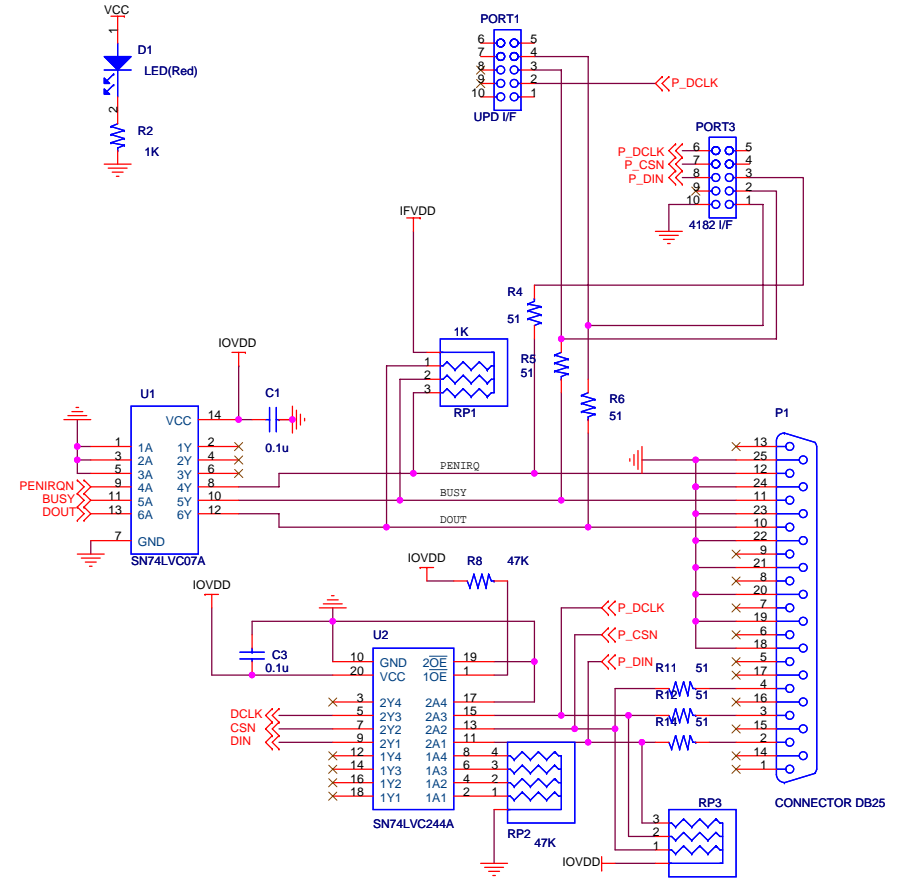 VCC
1
D1
LED(Red)
2
R2
1K
PORT1
6 5
7 4
8 3
9 2
10 1
UPD I/F
P_DCLK
PORT3
P_DCLK 6 5
P_CSN 7 4
P_DIN 8 3
9 2
10 1
4182 I/F
IFVDD
R4
51
1K
1
2
3
RP1
R5
51
R6
51
IOVDD
U1
C1
0.1u
VCC 14
1 1A 1Y 2
3 2A 2Y 4
5 3A 3Y 6
PENIRQN 9 4A 4Y 8
BUSY 11 5A 5Y 10
DOUT 13 6A 6Y 12
7 GND
SN74LVC07A
PENIRQ
BUSY
DOUT
P1
13
25
12
24
11
23
10
22
9
21
8
20
7
19
6
18
5
17
4
16
3
15
2
14
1
CONNECTOR DB25
IOVDD
R8 47K
IOVDD
C3
0.1u
U2
10 GND 2OE 19
20 VCC 1OE 1
3 2Y4 2A4 17
DCLK 5 2Y3 2A3 15
CSN 7 2Y2 2A2 13
DIN 9 2Y1 2A1 11
12 1Y4 1A4 8
14 1Y3 1A3 6
16 1Y2 1A2 4
18 1Y1 1A1 2
SN74LVC244A
P_DCLK
P_CSN
P_DIN
R11 51
R12 51
R14 51
4
3
2
1
RP2
47K
RP3
3
2
1
IOVDD